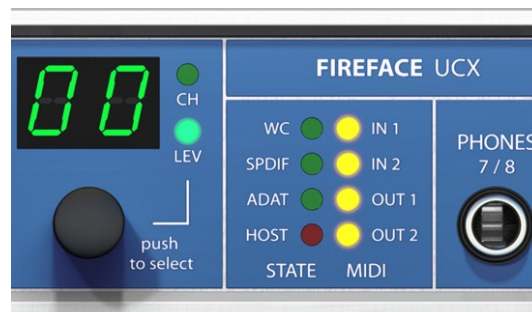 00
CH
LEV
push
to select
FIREFACE UCX
WC IN 1
SPDIF IN 2
ADAT OUT 1
HOST OUT 2
STATE MIDI
PHONES
7 / 8